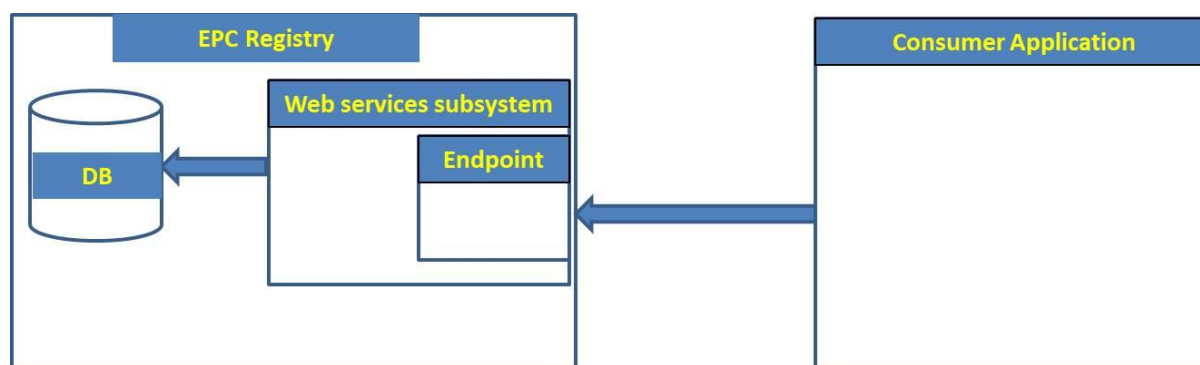 EPC Registry
Consumer Application
Web services subsystem
Endpoint
DB